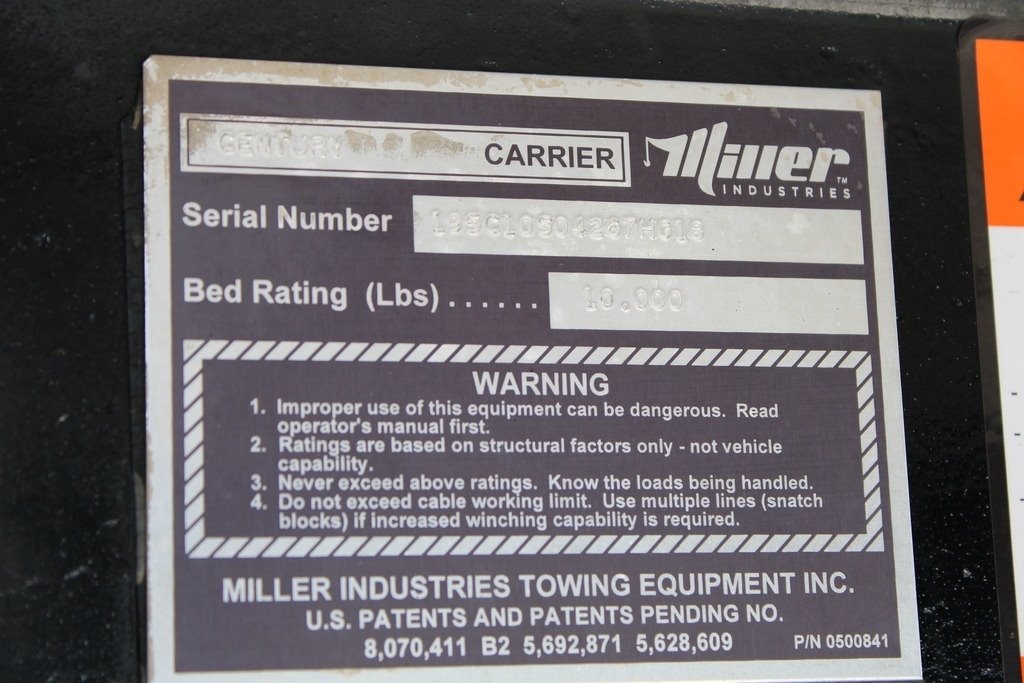 CENTURY CARRIER
Miller
INDUSTRIES
TM
Serial Number
Bed Rating (Lbs)...... 10,000
WARNING
1. Improper use of this equipment can be dangerous. Read
operator's manual first.
2. Ratings are based on structural factors only - not vehicle
capability.
3. Never exceed above ratings. Know the loads being handled.
4. Do not exceed cable working limit. Use multiple lines (snatch
blocks) if increased winching capability is required.
MILLER INDUSTRIES TOWING EQUIPMENT INC.
U.S. PATENTS AND PATENTS PENDING NO.
8,070,411 B2 5,692,871 5,628,609
P/N 0500841